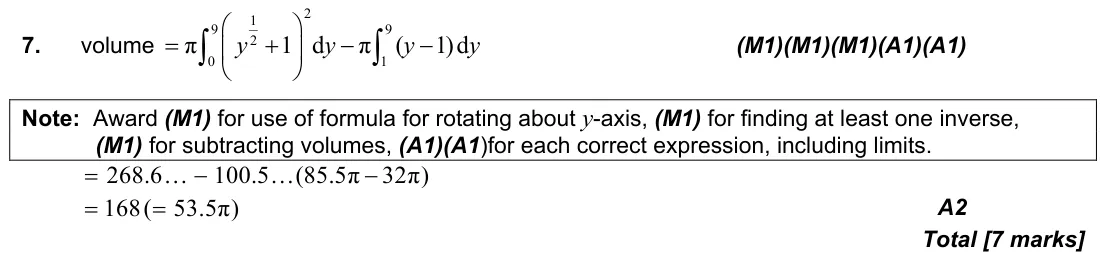 7. volume = π∫₀⁹(y^{1/2} + 1)² dy − π∫₁⁹(y − 1) dy (M1)(M1)(M1)(A1)(A1)
Note: Award (M1) for use of formula for rotating about y-axis, (M1) for finding at least one inverse,
(M1) for subtracting volumes, (A1)(A1)for each correct expression, including limits.
= 268.6… − 100.5…(85.5π − 32π)
= 168(= 53.5π) A2
Total [7 marks]